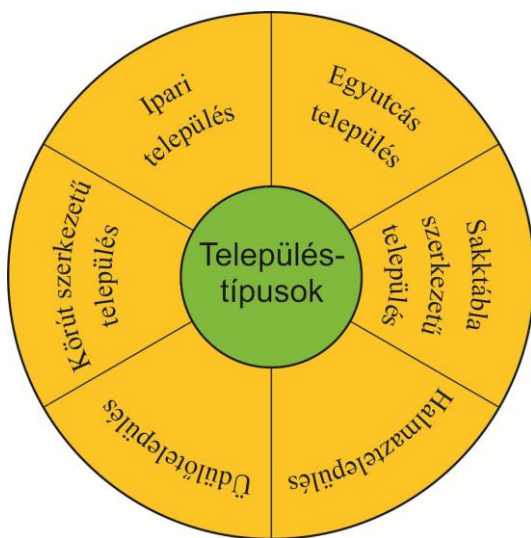 Település-
típusok
Egyutcás
település
Sakktábla
szerkezetű
település
Halmaztelepülés
Üdülőtelepülés
Körút szerkezetű
település
Ipari
település